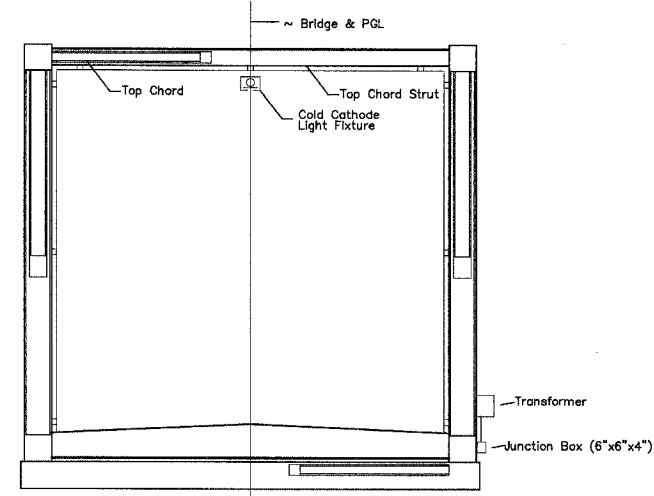 ~ Bridge & PGL
Top Chord
Top Chord Strut
Cold Cathode
Light Fixture
Transformer
Junction Box (6"x6"x4")